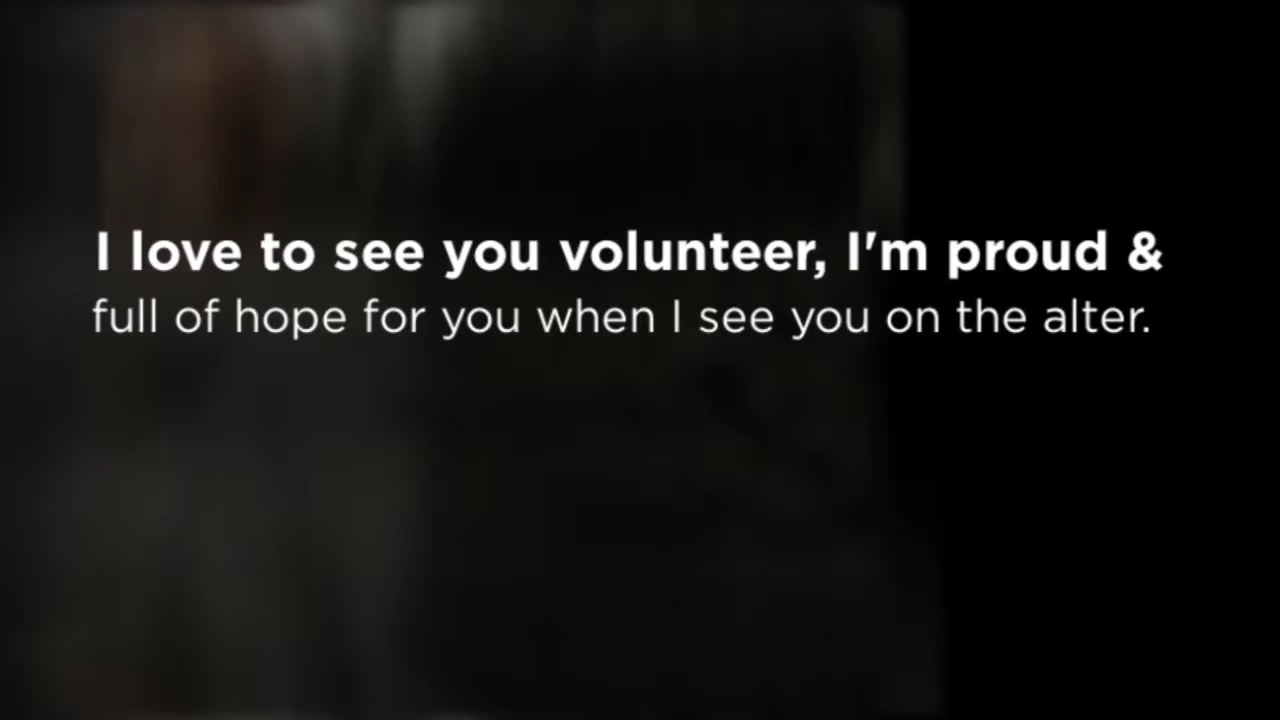 I love to see you volunteer, I'm proud &
full of hope for you when I see you on the alter.